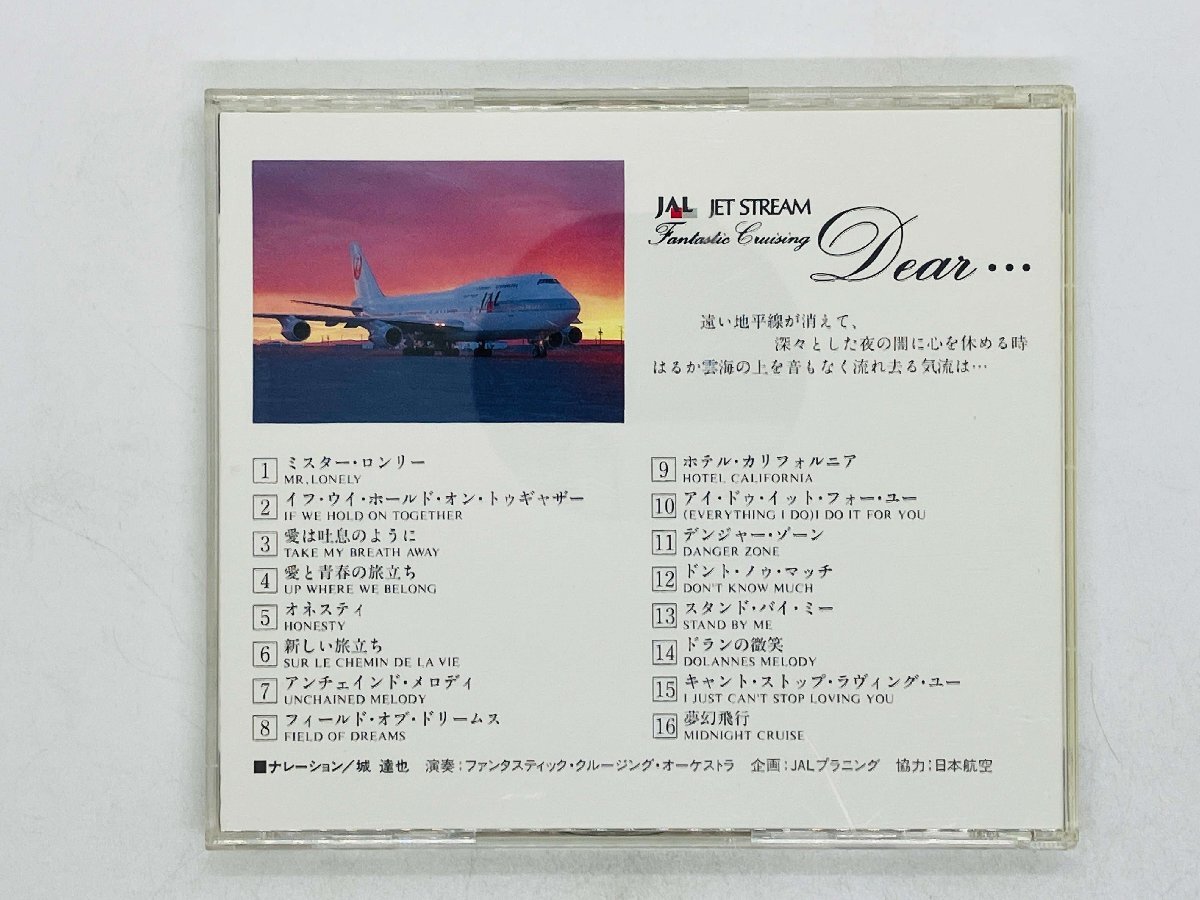 JAL JET STREAM
Fantastic Cruising
Dear…
遠い地平線が消えて、
深々とした夜の闇に心を休める時
はるか雲海の上を音もなく流れ去る気流は…
JAL
1 ミスター・ロンリー
MR. LONELY
2 イフ・ウイ・ホールド・オン・トゥギャザー
IF WE HOLD ON TOGETHER
3 愛は吐息のように
TAKE MY BREATH AWAY
4 愛と青春の旅立ち
UP WHERE WE BELONG
5 オネスティ
HONESTY
6 新しい旅立ち
SUR LE CHEMIN DE LA VIE
7 アンチェインド・メロディ
UNCHAINED MELODY
8 フィールド・オブ・ドリームス
FIELD OF DREAMS
9 ホテル・カリフォルニア
HOTEL CALIFORNIA
10 アイ・ドゥ・イット・フォー・ユー
(EVERYTHING I DO)I DO IT FOR YOU
11 デンジャー・ゾーン
DANGER ZONE
12 ドント・ノゥ・マッチ
DON'T KNOW MUCH
13 スタンド・バイ・ミー
STAND BY ME
14 ドランの微笑
DOLANNES MELODY
15 キャント・ストップ・ラヴィング・ユー
I JUST CAN'T STOP LOVING YOU
16 夢幻飛行
MIDNIGHT CRUISE
■ナレーション/城 達也 演奏:ファンタスティック・クルージング・オーケストラ 企画:JALプラニング 協力:日本航空